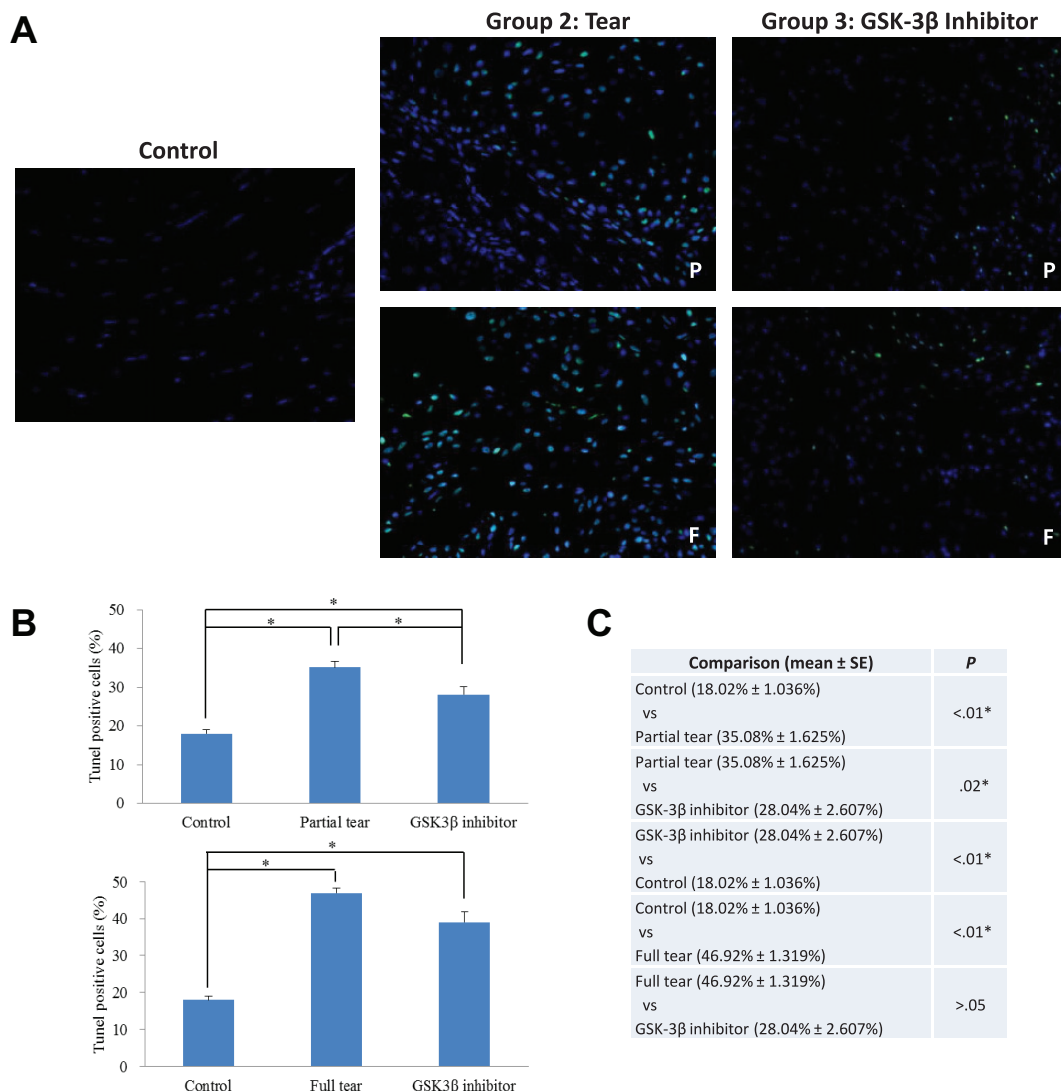 A
Group 2: Tear
Group 3: GSK-3β Inhibitor
Control
P
P
F
F
B
Tunel positive cells (%)
50
40
30
20
10
0
*
*
*
Control
Partial tear
GSK3β inhibitor
Tunel positive cells (%)
50
40
30
20
10
0
*
*
Control
Full tear
GSK3β inhibitor
C
Comparison (mean ± SE)
P
Control (18.02% ± 1.036%)
vs
Partial tear (35.08% ± 1.625%)
<.01*
Partial tear (35.08% ± 1.625%)
vs
GSK-3β inhibitor (28.04% ± 2.607%)
.02*
GSK-3β inhibitor (28.04% ± 2.607%)
vs
Control (18.02% ± 1.036%)
<.01*
Control (18.02% ± 1.036%)
vs
Full tear (46.92% ± 1.319%)
<.01*
Full tear (46.92% ± 1.319%)
vs
GSK-3β inhibitor (28.04% ± 2.607%)
>.05